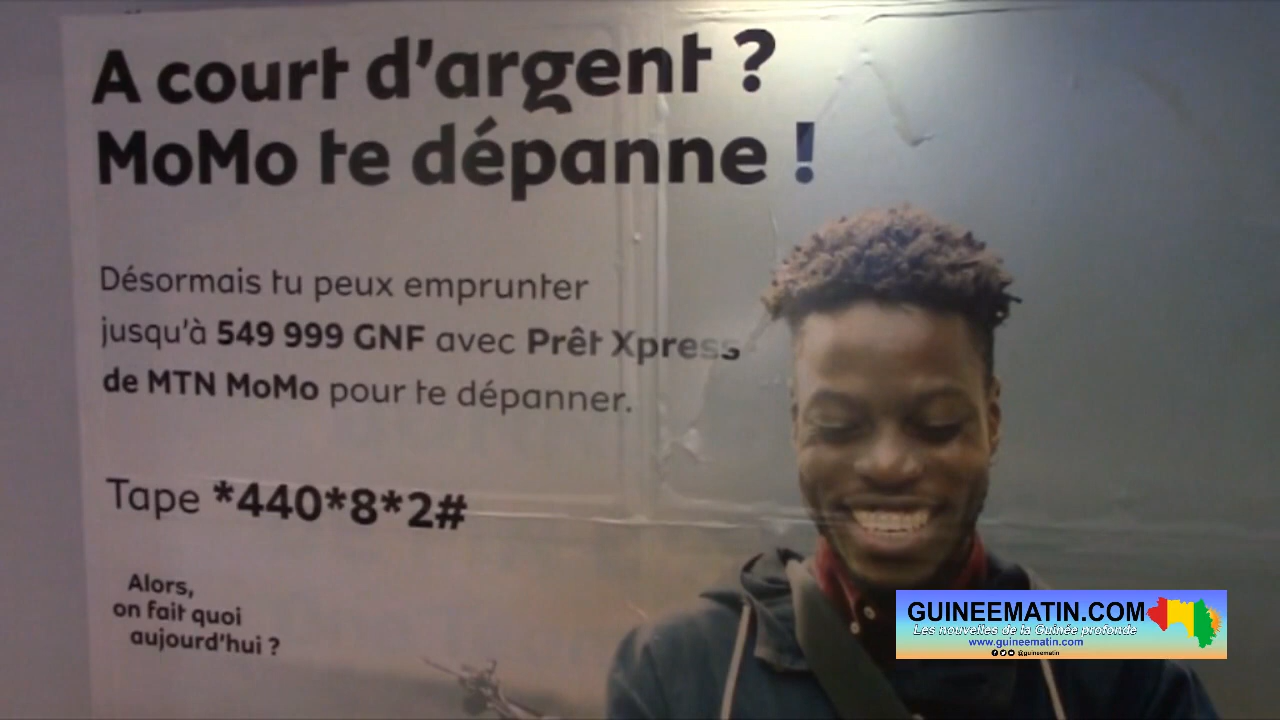 A court d'argent ?
MoMo te dépanne !
Désormais tu peux emprunter
jusqu'à 549 999 GNF avec Prêt Xpress
de MTN MoMo pour te dépanner.
Tape *440*8*2#
Alors,
on fait quoi
aujourd'hui ?
GUINEEMATIN.COM
Les nouvelles de la Guinée profonde
www.guineematin.com
@guineematin